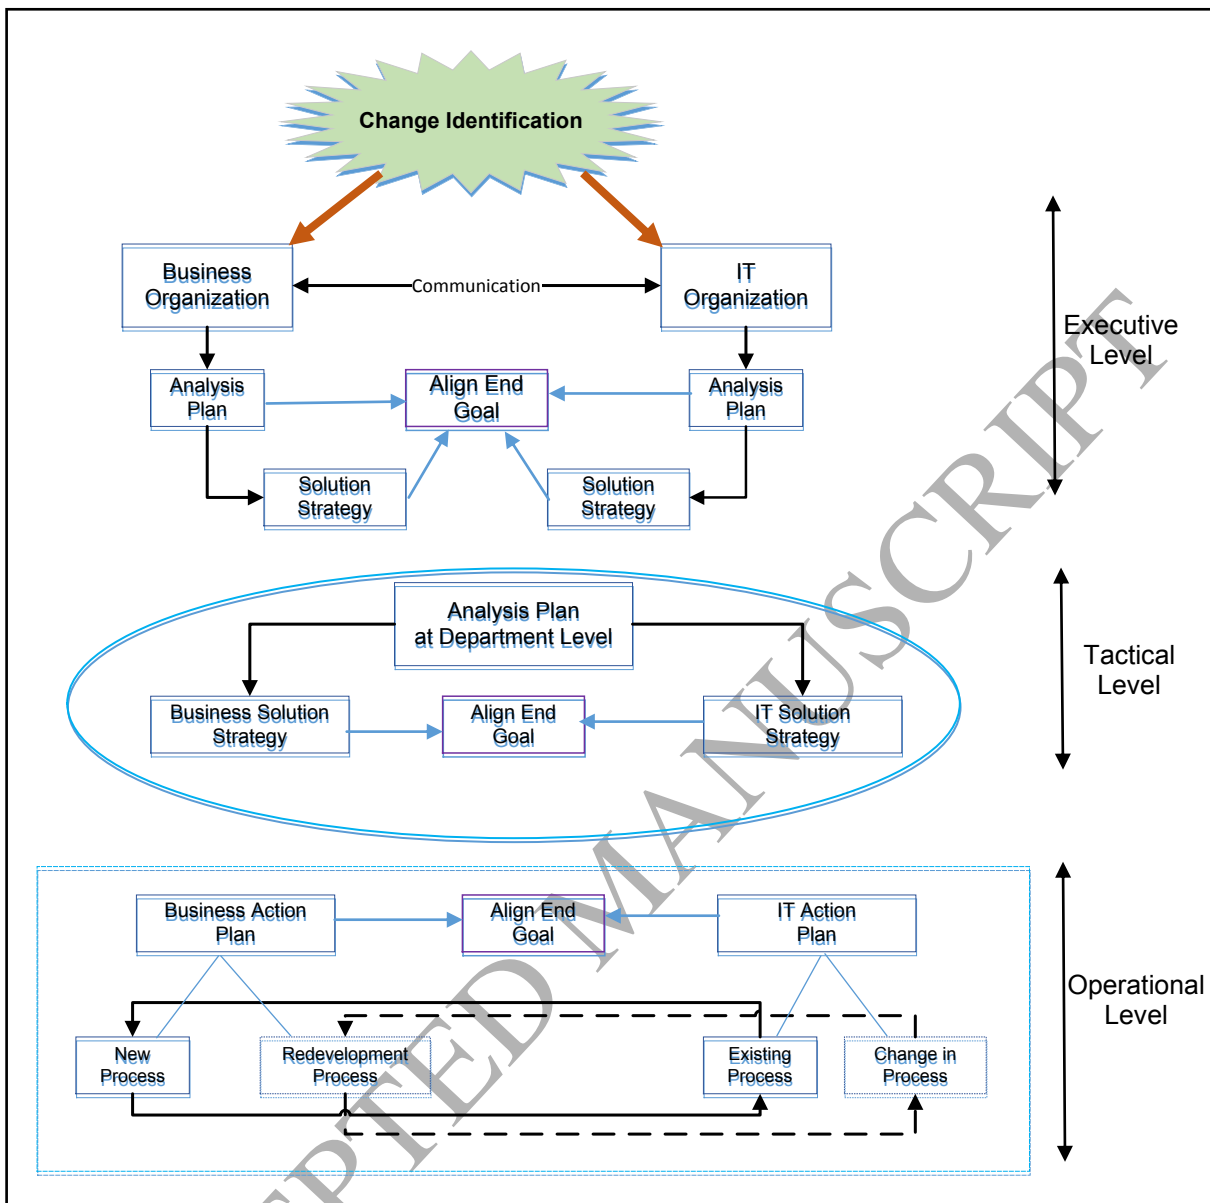 Change Identification
Business
Organization
Communication
IT
Organization
Executive
Level
Analysis
Plan
Align End
Goal
Analysis
Plan
Solution
Strategy
Solution
Strategy
Analysis Plan
at Department Level
Tactical
Level
Business Solution
Strategy
Align End
Goal
IT Solution
Strategy
Business Action
Plan
Align End
Goal
IT Action
Plan
Operational
Level
New
Process
Redevelopment
Process
Existing
Process
Change in
Process
EPTED MANUSCRIPT